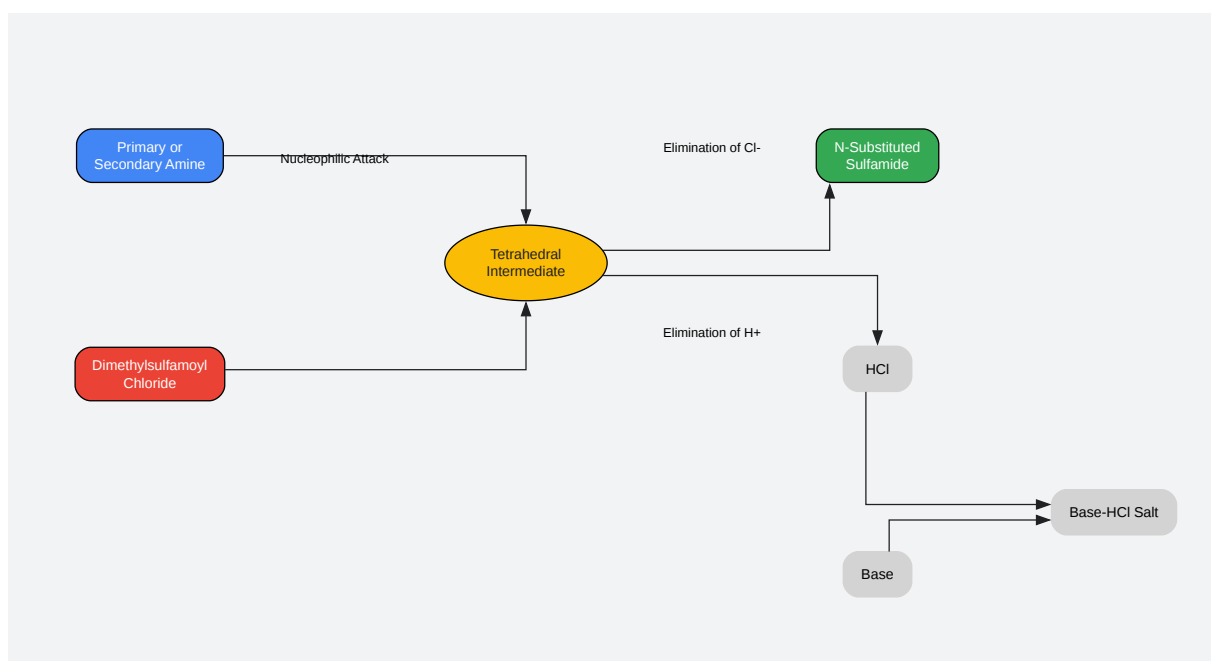 Primary or
Secondary Amine
Nucleophilic Attack
Elimination of Cl-
N-Substituted
Sulfamide
Tetrahedral
Intermediate
Elimination of H+
Dimethylsulfamoyl
Chloride
HCl
Base-HCl Salt
Base